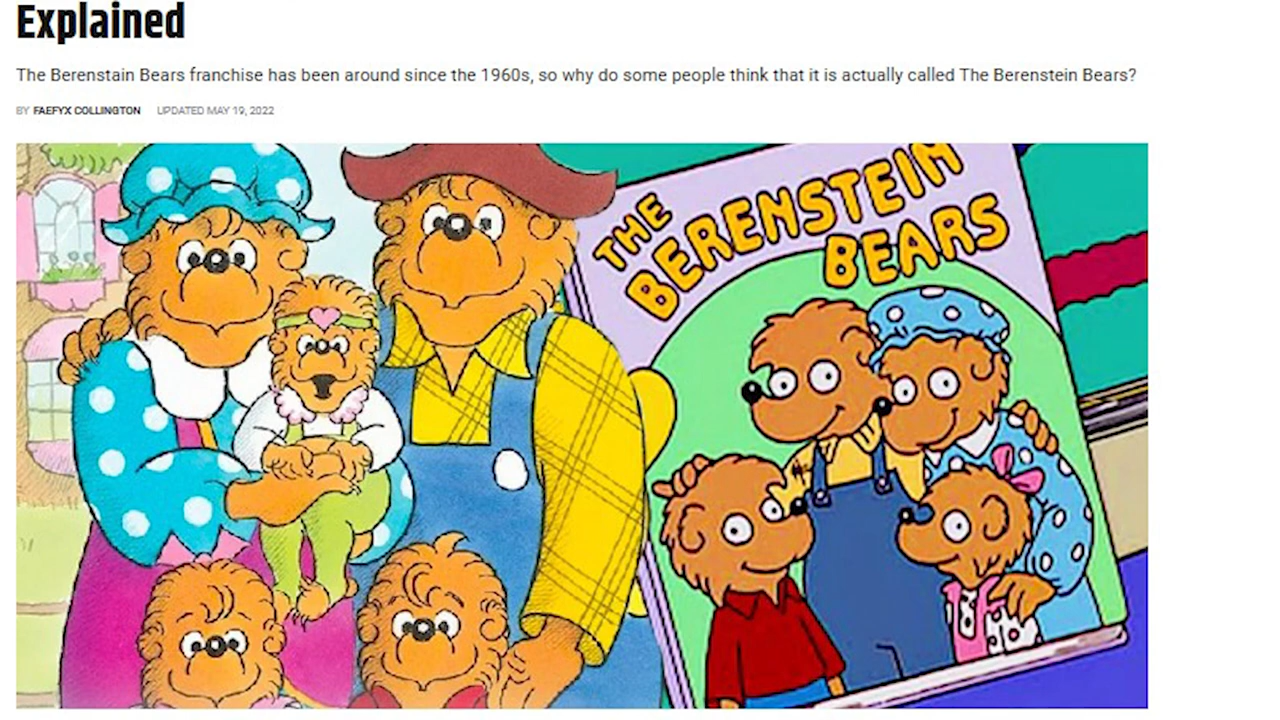 Explained
The Berenstain Bears franchise has been around since the 1960s, so why do some people think that it is actually called The Berenstein Bears?
BY FAEFYX COLLINGTON UPDATED MAY 19, 2022
THE
BERENSTEIN
BEARS